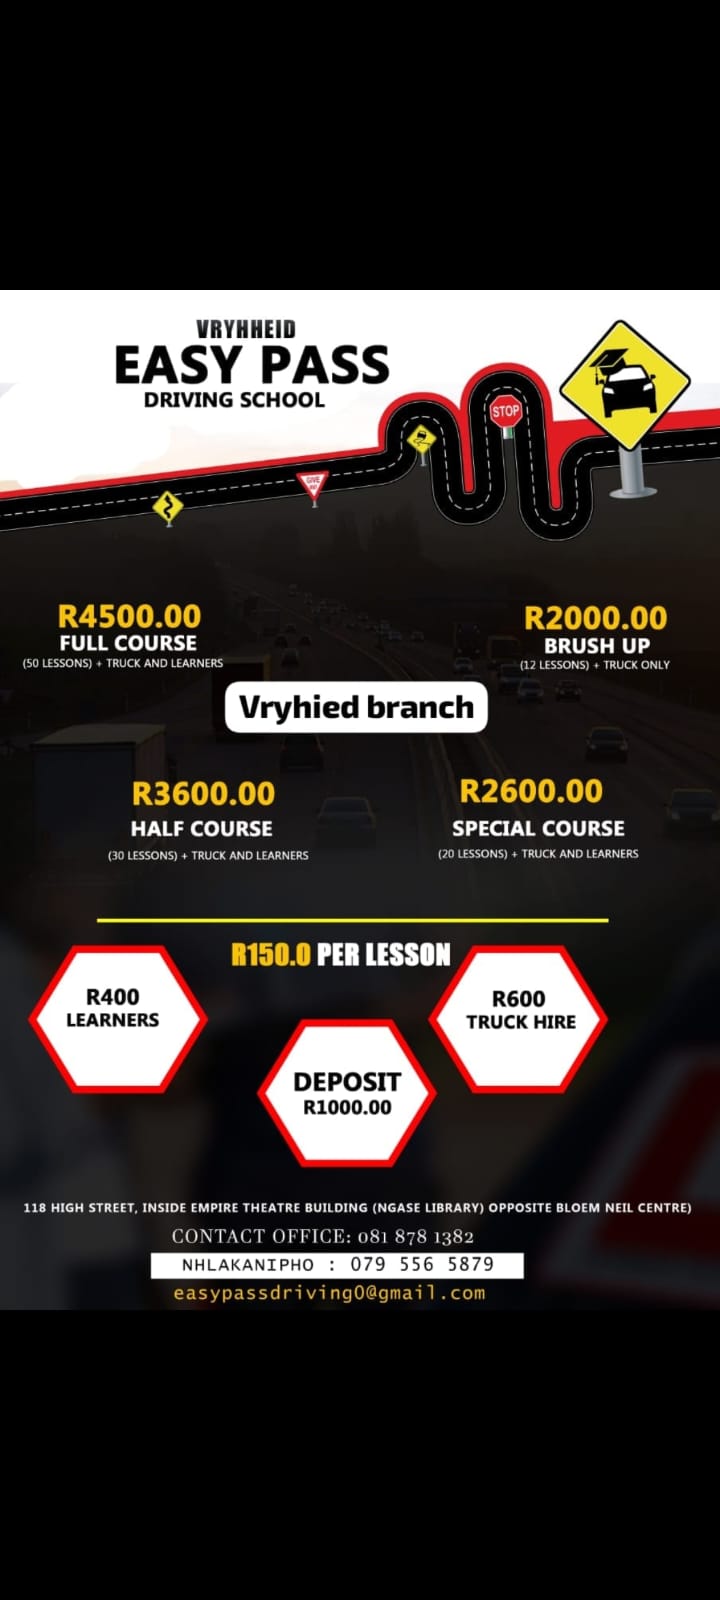 VRYHHEID
EASY PASS
DRIVING SCHOOL
STOP
GIVE
R4500.00
FULL COURSE
(50 LESSONS) + TRUCK AND LEARNERS
R2000.00
BRUSH UP
(12 LESSONS) + TRUCK ONLY
Vryhied branch
R3600.00
HALF COURSE
(30 LESSONS) + TRUCK AND LEARNERS
R2600.00
SPECIAL COURSE
(20 LESSONS) + TRUCK AND LEARNERS
R150.0 PER LESSON
R400
LEARNERS
R600
TRUCK HIRE
DEPOSIT
R1000.00
118 HIGH STREET, INSIDE EMPIRE THEATRE BUILDING (NGASE LIBRARY) OPPOSITE BLOEM NEIL CENTRE)
CONTACT OFFICE: 081 878 1382
NHLAKANIPHO : 079 556 5879
easypassdriving0@gmail.com